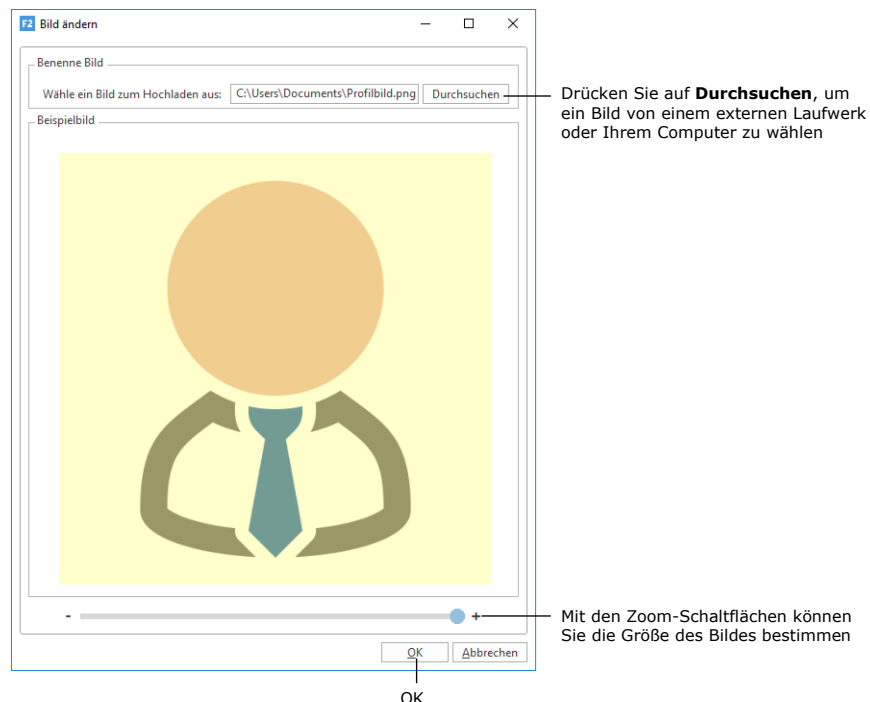 F2 Bild ändern
Benenne Bild
Wähle ein Bild zum Hochladen aus: C:\Users\Documents\Profilbild.png Durchsuchen
Drücken Sie auf Durchsuchen, um
ein Bild von einem externen Laufwerk
oder Ihrem Computer zu wählen
Beispielbild
- +
Mit den Zoom-Schaltflächen können
Sie die Größe des Bildes bestimmen
OK Abbrechen
OK